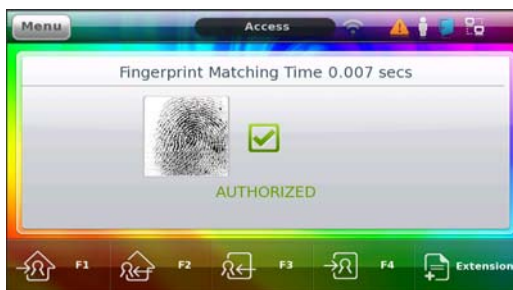 Menu Access
Fingerprint Matching Time 0.007 secs
AUTHORIZED
F1 F2 F3 F4 Extension